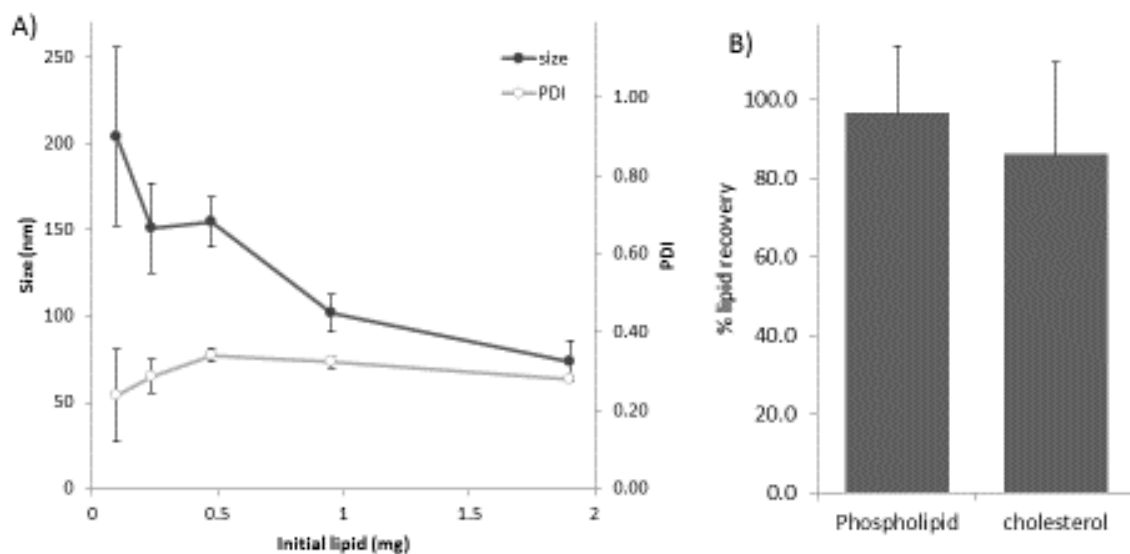 A)
size
PDI
250
200
150
100
50
0
Size (nm)
1.00
0.80
0.60
0.40
0.20
0.00
PDI
0 0.5 1 1.5 2
Initial lipid (mg)
B)
100.0
80.0
60.0
40.0
20.0
0.0
% lipid recovery
Phospholipid cholesterol